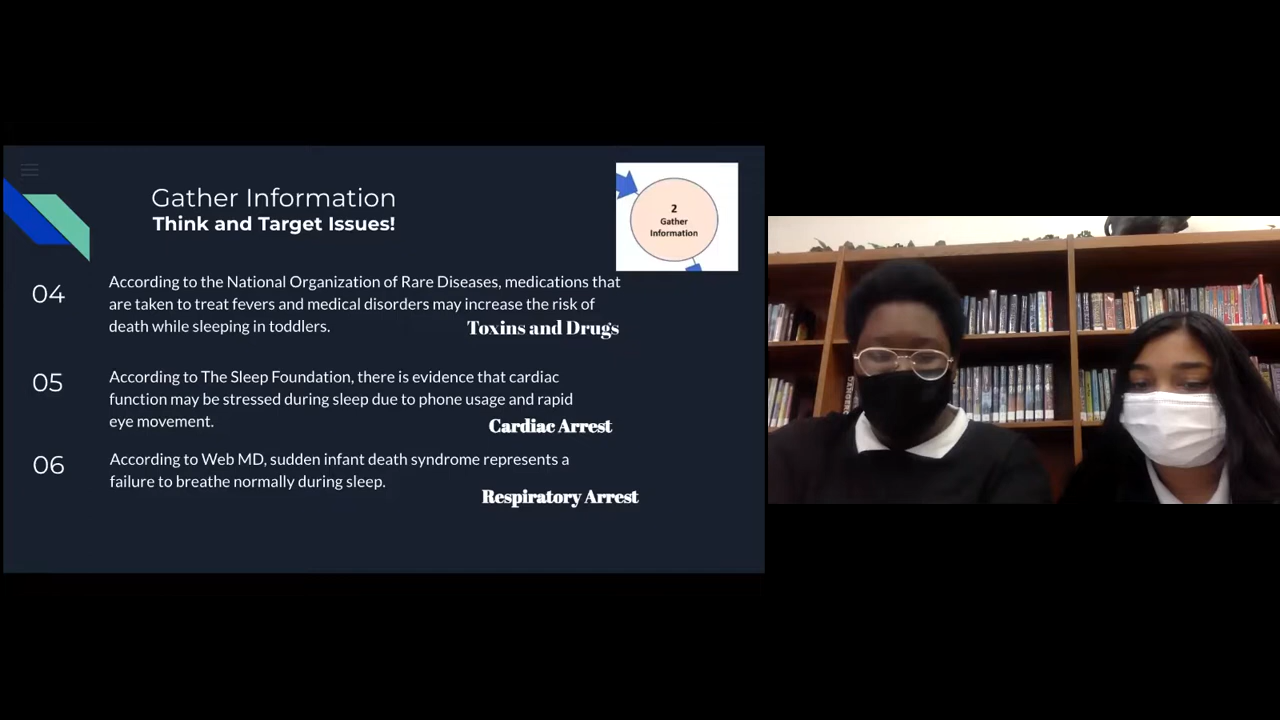 Gather Information
Think and Target Issues!
2
Gather
Information
04
According to the National Organization of Rare Diseases, medications that
are taken to treat fevers and medical disorders may increase the risk of
death while sleeping in toddlers.
Toxins and Drugs
05
According to The Sleep Foundation, there is evidence that cardiac
function may be stressed during sleep due to phone usage and rapid
eye movement.
Cardiac Arrest
06
According to Web MD, sudden infant death syndrome represents a
failure to breathe normally during sleep.
Respiratory Arrest